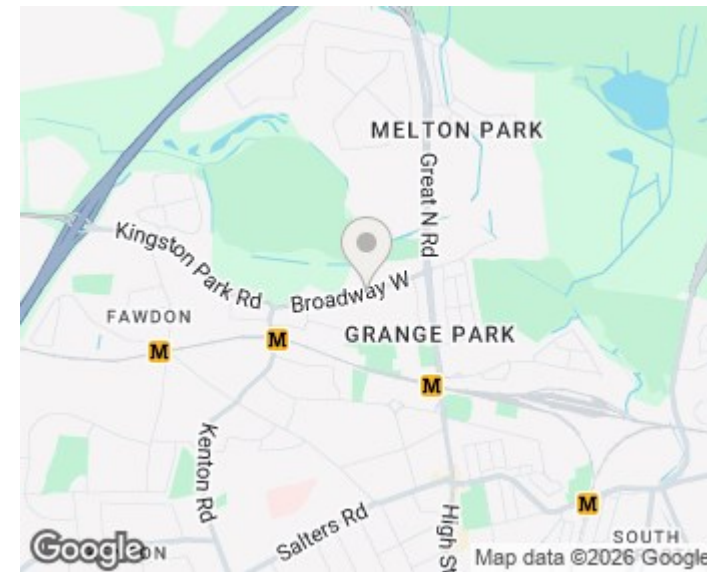 MELTON PARK
Great N Rd
Kingston Park Rd
Broadway W
FAWDON
GRANGE PARK
M
M
M
Kenton Rd
Salters Rd
High St
M
SOUTH
Google
Map data ©2026 Google